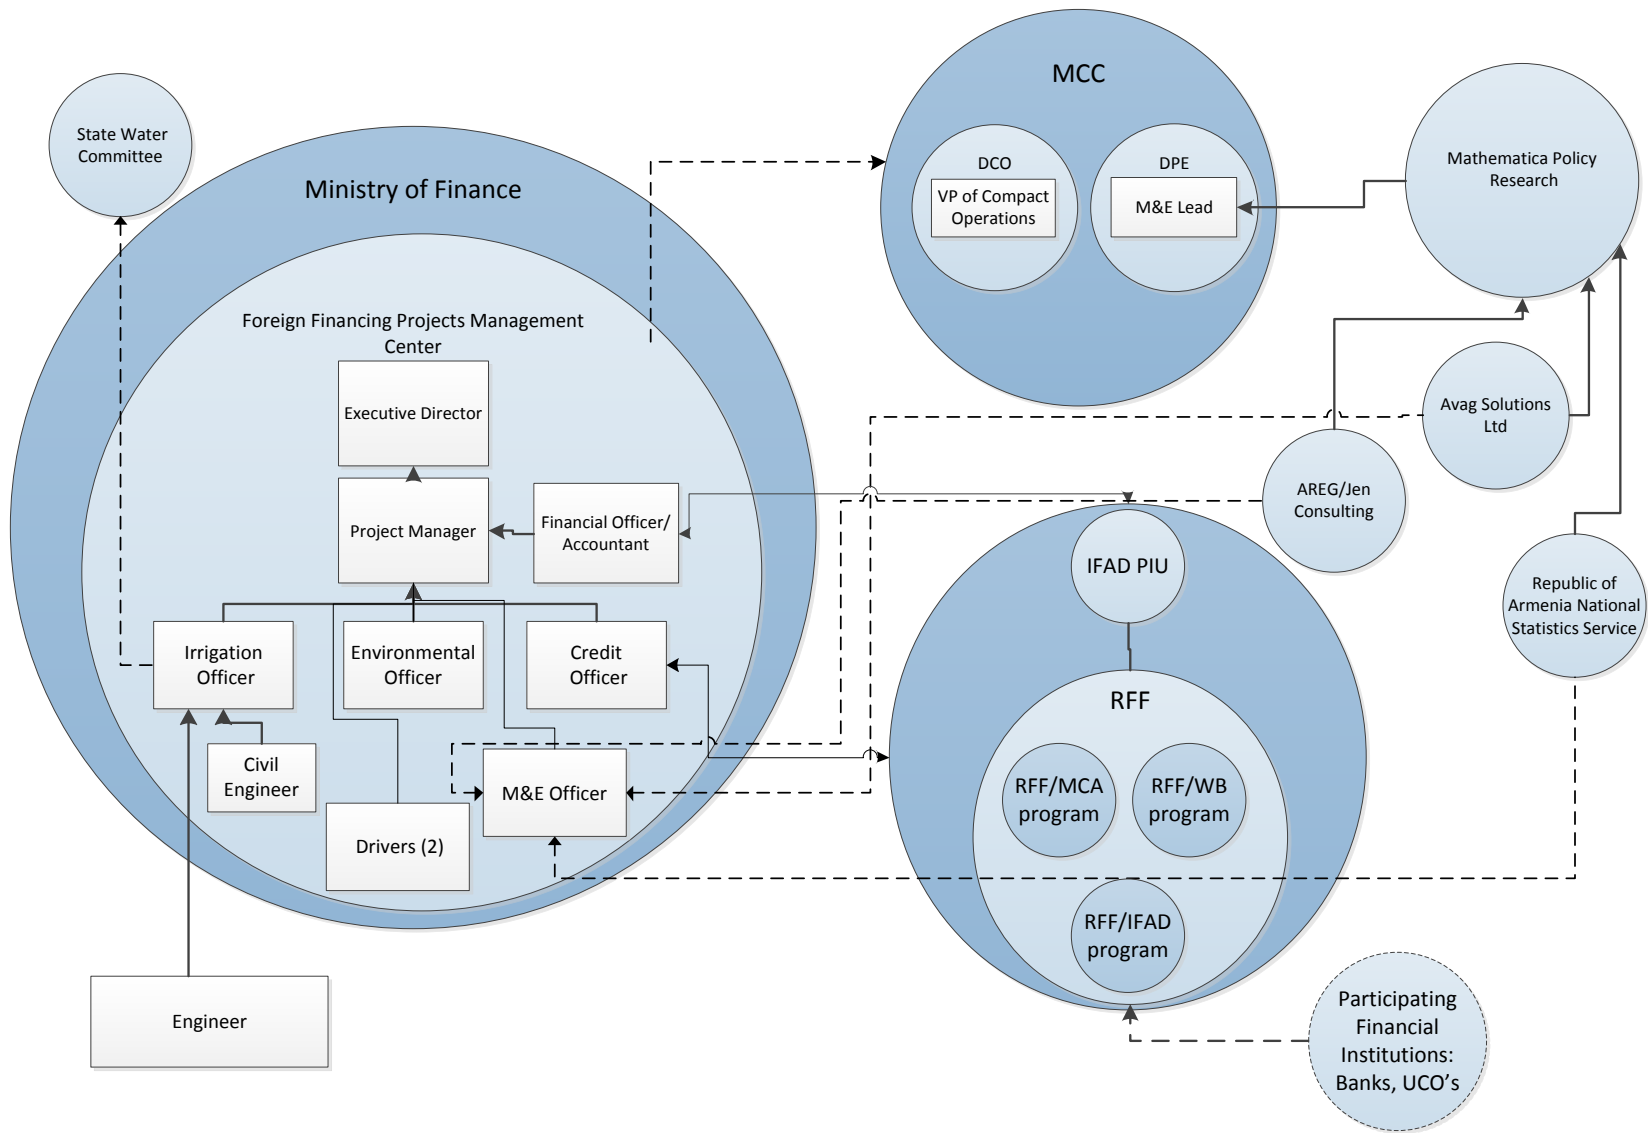 MCC
State Water
Committee
Mathematica Policy
Research
DCO
VP of Compact
Operations
DPE
M&E Lead
Ministry of Finance
Foreign Financing Projects Management
Center
Executive Director
Project Manager
Financial Officer/
Accountant
Avag Solutions
Ltd
AREG/Jen
Consulting
IFAD PIU
Republic of
Armenia National
Statistics Service
Irrigation
Officer
Environmental
Officer
Credit
Officer
RFF
Civil
Engineer
M&E Officer
Drivers (2)
RFF/MCA
program
RFF/WB
program
RFF/IFAD
program
Engineer
Participating
Financial
Institutions:
Banks, UCO’s